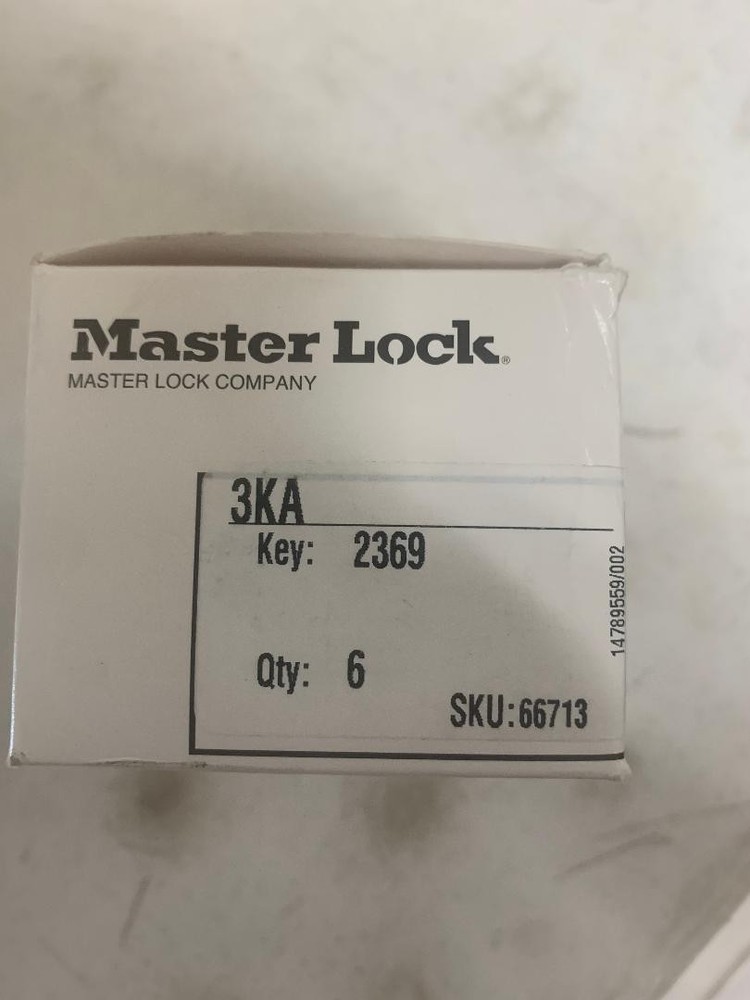 Master Lock®
MASTER LOCK COMPANY
3KA
Key: 2369
Qty: 6
SKU:66713
14789559/002